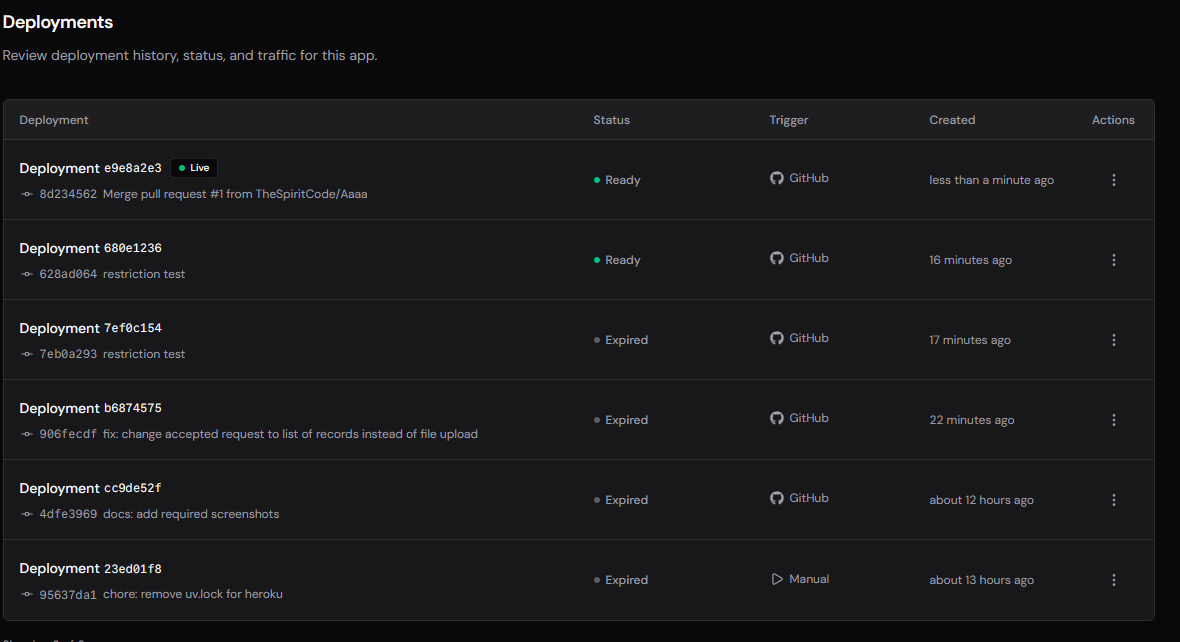 Deployments
Review deployment history, status, and traffic for this app.
Deployment Status Trigger Created Actions
Deployment e9e8a2e3 Live
8d234562 Merge pull request #1 from TheSpiritCode/Aaaa
Ready GitHub less than a minute ago
Deployment 680e1236
628ad064 restriction test
Ready GitHub 16 minutes ago
Deployment 7ef0c154
7eb0a293 restriction test
Expired GitHub 17 minutes ago
Deployment b6874575
906fecdf fix: change accepted request to list of records instead of file upload
Expired GitHub 22 minutes ago
Deployment cc9de52f
4dfe3969 docs: add required screenshots
Expired GitHub about 12 hours ago
Deployment 23ed01f8
95637da1 chore: remove uv.lock for heroku
Expired Manual about 13 hours ago